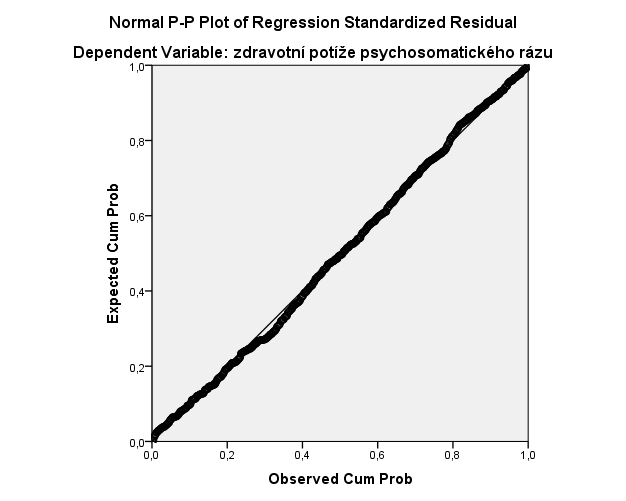 Normal P-P Plot of Regression Standardized Residual
Dependent Variable: zdravotní potíže psychosomatického rázu
1,0
0,8
0,6
0,4
0,2
0,0
Expected Cum Prob
0,0 0,2 0,4 0,6 0,8 1,0
Observed Cum Prob